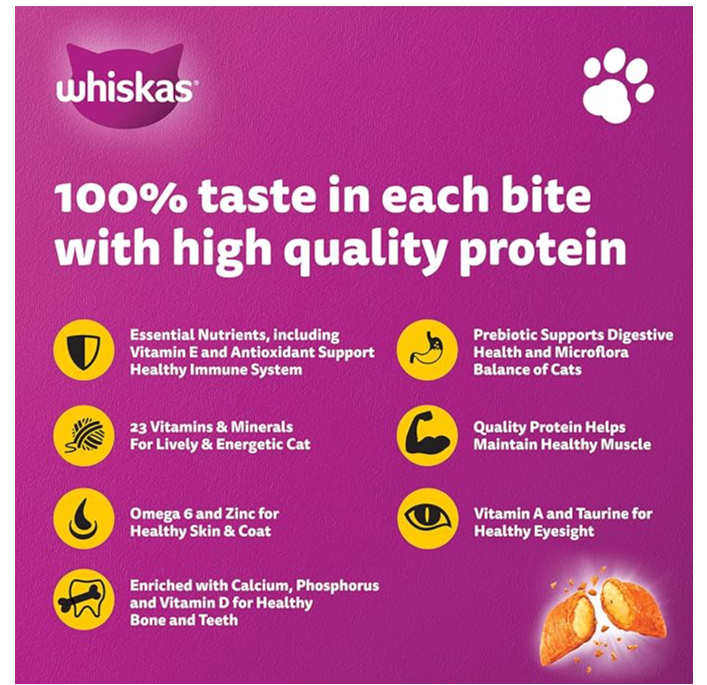 whiskas®
100% taste in each bite
with high quality protein
Essential Nutrients, including
Vitamin E and Antioxidant Support
Healthy Immune System
Prebiotic Supports Digestive
Health and Microflora
Balance of Cats
23 Vitamins & Minerals
For Lively & Energetic Cat
Quality Protein Helps
Maintain Healthy Muscle
Omega 6 and Zinc for
Healthy Skin & Coat
Vitamin A and Taurine for
Healthy Eyesight
Enriched with Calcium, Phosphorus
and Vitamin D for Healthy
Bone and Teeth